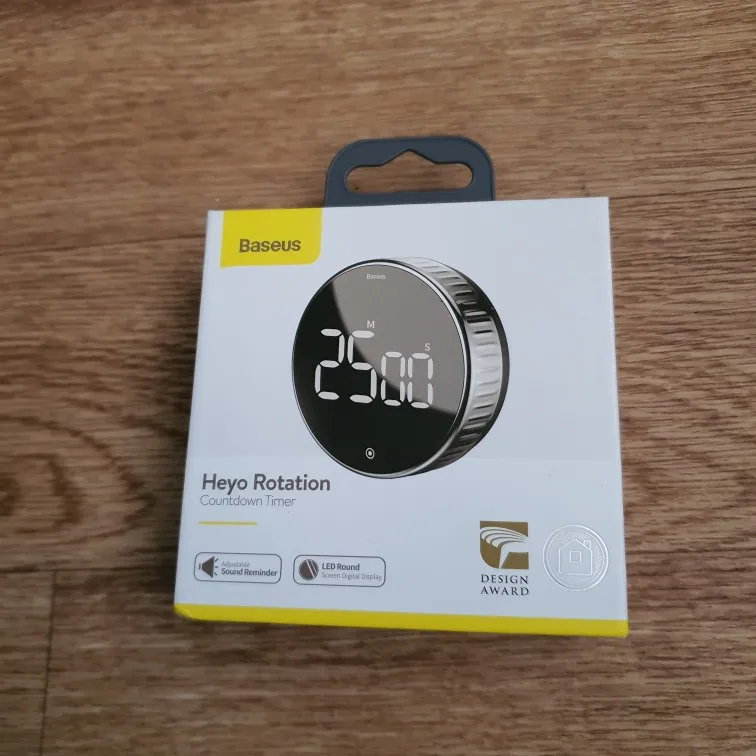 Baseus
Baseus
M
S
25 00
Heyo Rotation
Countdown Timer
Adjustable
Sound Reminder
LED Round
Screen Digital Display
DESIGN
AWARD